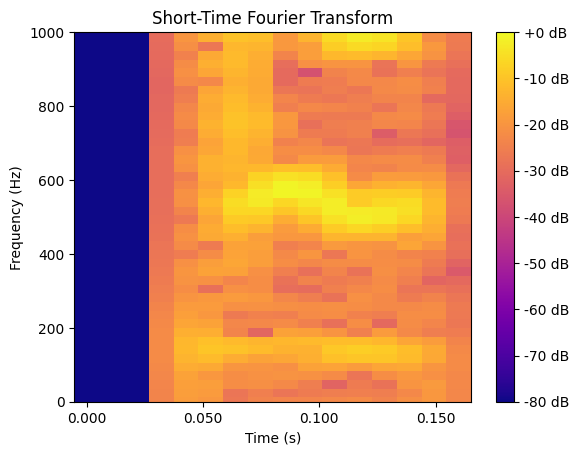 Short-Time Fourier Transform
Frequency (Hz)
1000
800
600
400
200
0
0.000 0.050 0.100 0.150
Time (s)
+0 dB
-10 dB
-20 dB
-30 dB
-40 dB
-50 dB
-60 dB
-70 dB
-80 dB